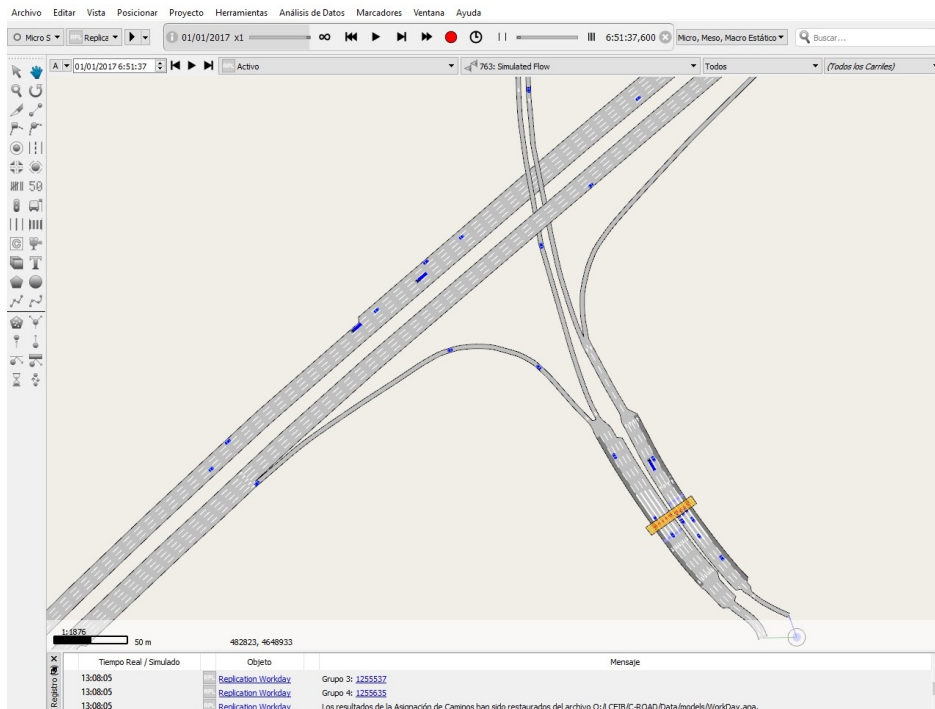 Archivo Editar Vista Posicionar Proyecto Herramientas Análisis de Datos Marcadores Ventana Ayuda
Micro S Replica 01/01/2017 x1 6:51:37,600 Micro, Meso, Macro Estático Buscar...
A 01/01/2017 6:51:37 Activo 763: Simulated Flow Todos (Todos los Carriles)
50
1:1876
50 m 482823, 4648933
Tiempo Real / Simulado Objeto Mensaje
13:08:05 Replication Workday Grupo 3: 1255537
13:08:05 Replication Workday Grupo 4: 1255635
13:08:05 Replication Workday Los resultados de la Asignación de Caminos han sido restaurados del archivo
Registro